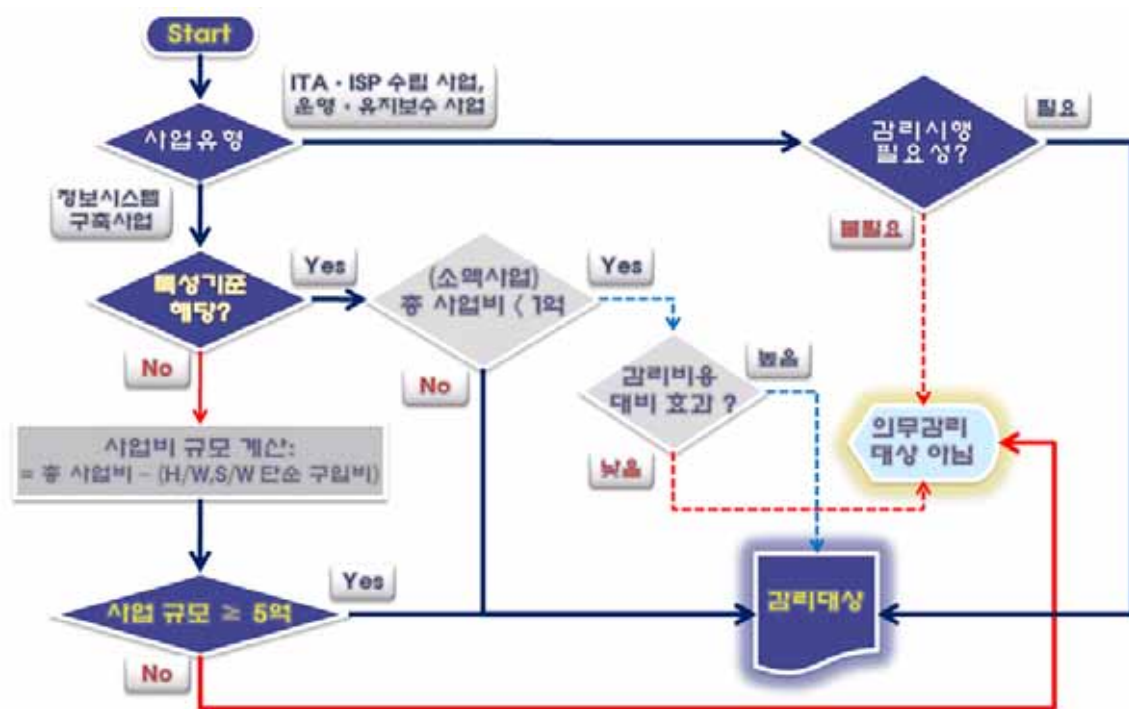 Start
ITA · ISP 수립 사업,
운영 · 유지보수 사업
사업유형
감리시행
필요성?
필요
정보시스템
구축사업
불필요
특성기준
해당?
Yes
(소액사업)
총 사업비 < 1억
Yes
No
No
감리비용
대비 효과 ?
높음
낮음
의무감리
대상 아님
사업비 규모 계산:
= 총 사업비 – (H/W,S/W 단순 구입비)
사업 규모 ≥ 5억
Yes
감리대상
No